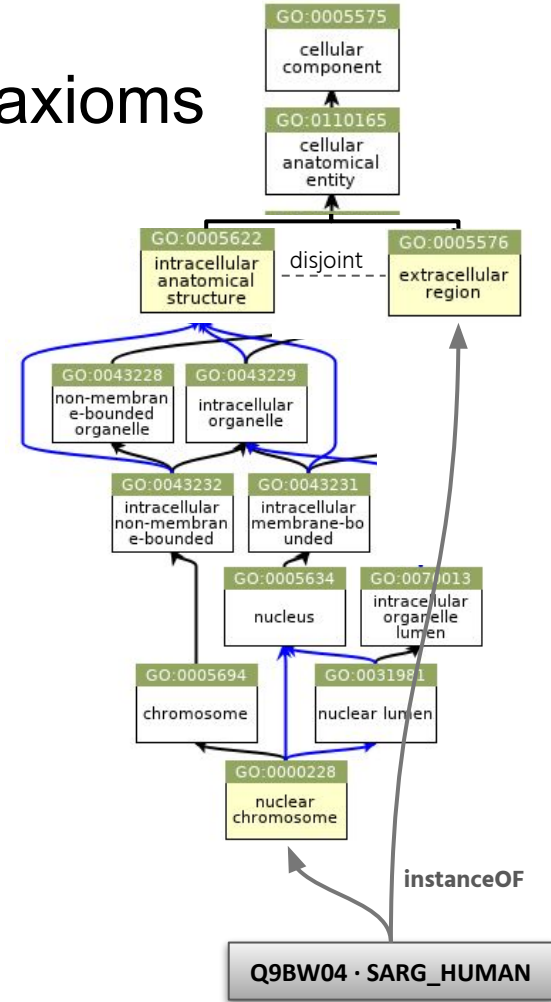 GO:0005575
cellular
component
axioms
GO:0110165
cellular
anatomical
entity
GO:0005622
intracellular
anatomical
structure
disjoint
GO:0005576
extracellular
region
GO:0043228
non-membran
e-bounded
organelle
GO:0043229
intracellular
organelle
GO:0043232
intracellular
non-membran
e-bounded
GO:0043231
intracellular
membrane-bo
unded
GO:0005634
nucleus
GO:0070013
intracellular
organelle
lumen
GO:0005694
chromosome
GO:0031981
nuclear lumen
GO:0000228
nuclear
chromosome
instanceOF
Q9BW04 · SARG_HUMAN